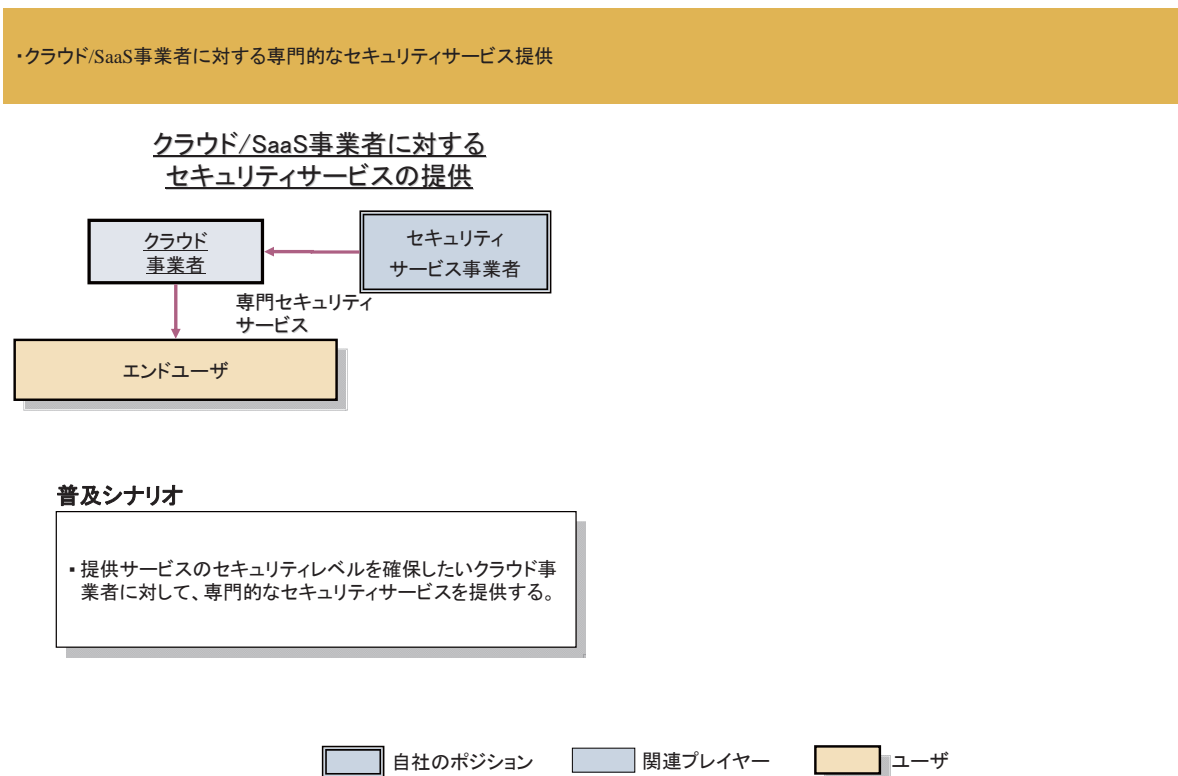 ・クラウド/SaaS事業者に対する専門的なセキュリティサービス提供
クラウド/SaaS事業者に対する
セキュリティサービスの提供
クラウド
事業者
セキュリティ
サービス事業者
専門セキュリティ
サービス
エンドユーザ
普及シナリオ
▪提供サービスのセキュリティレベルを確保したいクラウド事
業者に対して、専門的なセキュリティサービスを提供する。
自社のポジション
関連プレイヤー
ユーザ